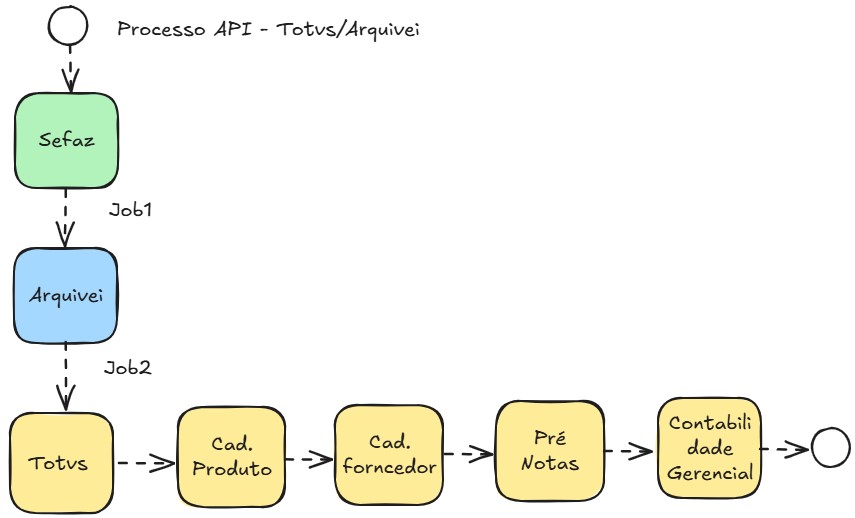 Processo API - Totvs/Arquivei
Sefaz
Job1
Arquivei
Job2
Totvs
Cad.
Produto
Cad.
forncedor
Pré
Notas
Contabili
dade
Gerencial